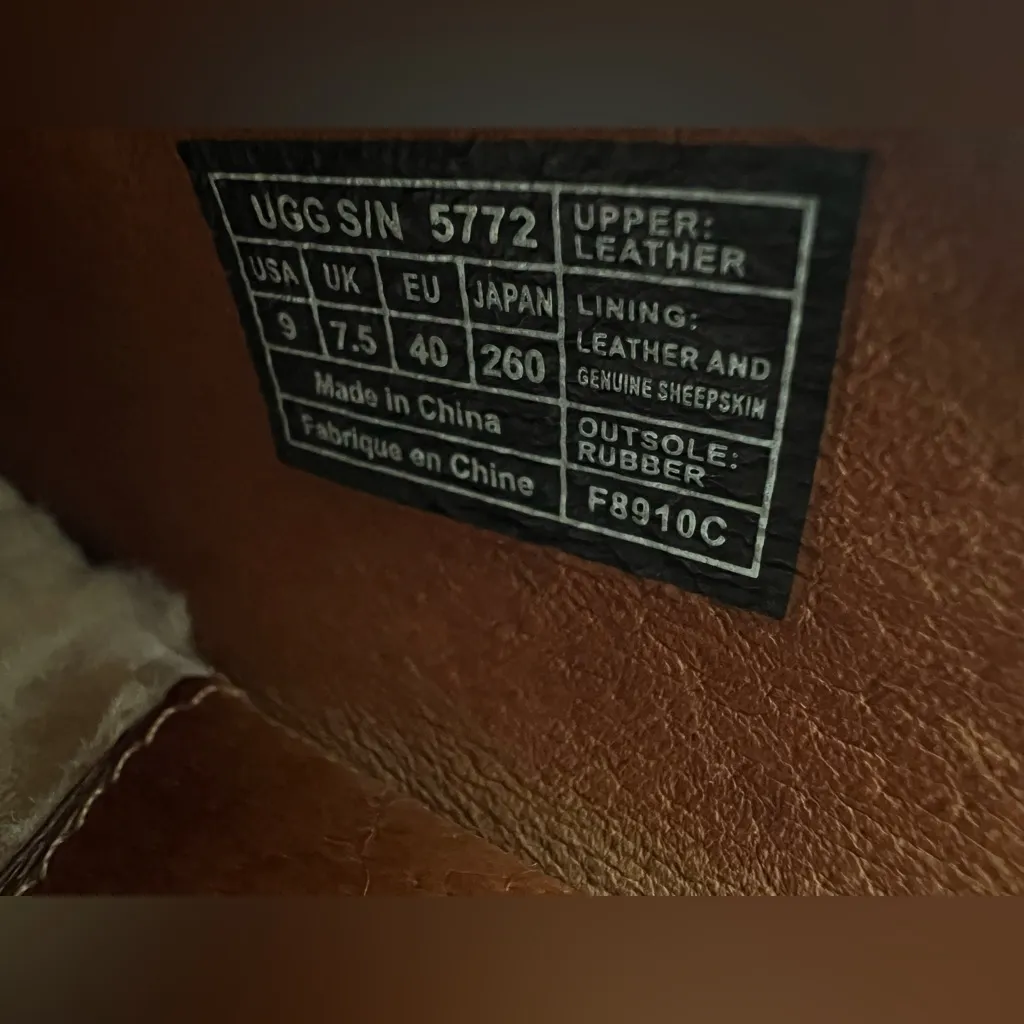 UGG S/N 5772
USA UK EU JAPAN
9 7.5 40 260
Made in China
Fabrique en Chine
UPPER:
LEATHER
LINING:
LEATHER AND
GENUINE SHEEPSKIN
OUTSOLE:
RUBBER
F8910C